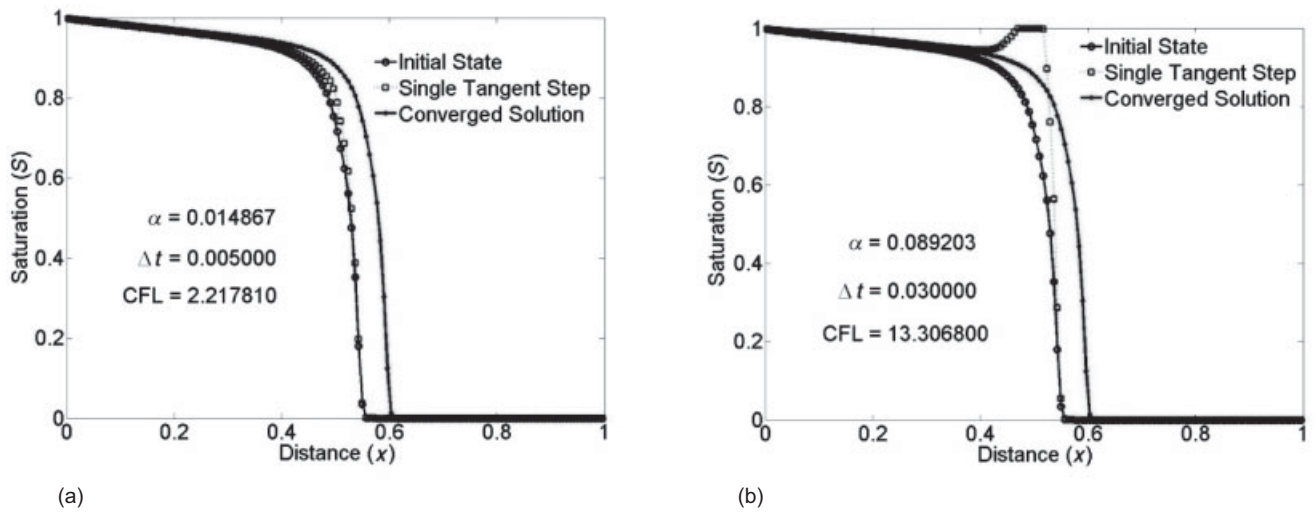 1
0.8
0.6
0.4
0.2
0
Saturation (S)
Initial State
Single Tangent Step
Converged Solution
α = 0.014867
Δt = 0.005000
CFL = 2.217810
0
0.2
0.4
0.6
0.8
1
Distance (x)
(a)
1
0.8
0.6
0.4
0.2
0
Saturation (S)
Initial State
Single Tangent Step
Converged Solution
α = 0.089203
Δt = 0.030000
CFL = 13.306800
0
0.2
0.4
0.6
0.8
1
Distance (x)
(b)